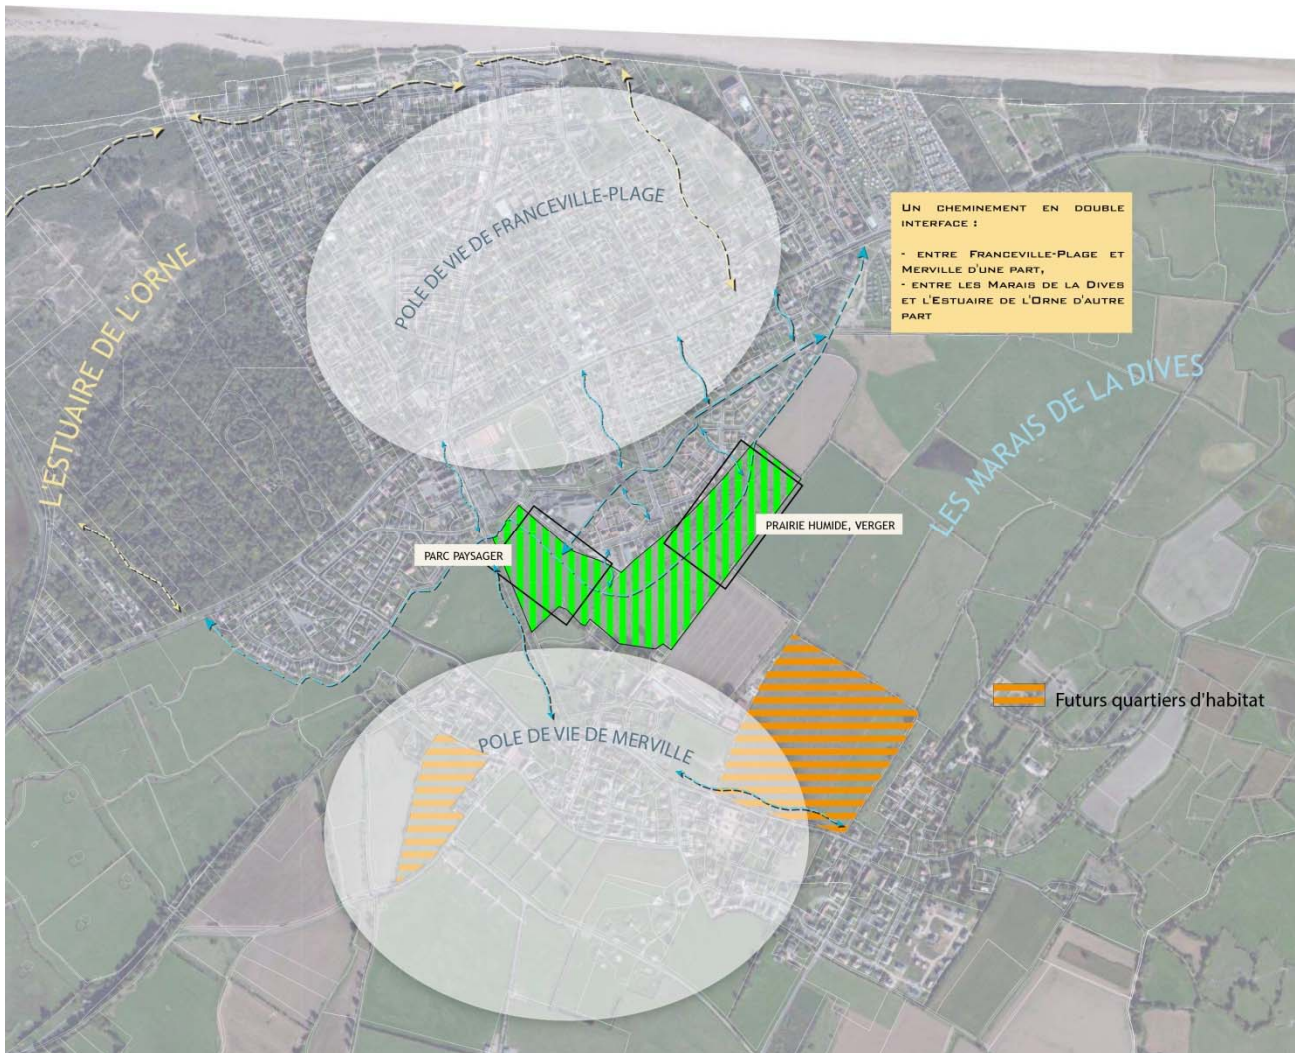 POLE DE VIE DE FRANCEVILLE-PLAGE
L'ESTUAIRE DE L'ORNE
UN CHEMINEMENT EN DOUBLE
INTERFACE :
- ENTRE FRANCEVILLE-PLAGE ET
MERVILLE D'UNE PART,
- ENTRE LES MARAIS DE LA DIVES
ET L'ESTUAIRE DE L'ORNE D'AUTRE
PART
LES MARAIS DE LA DIVES
PRAIRIE HUMIDE, VERGER
PARC PAYSAGER
Futurs quartiers d'habitat
POLE DE VIE DE MERVILLE